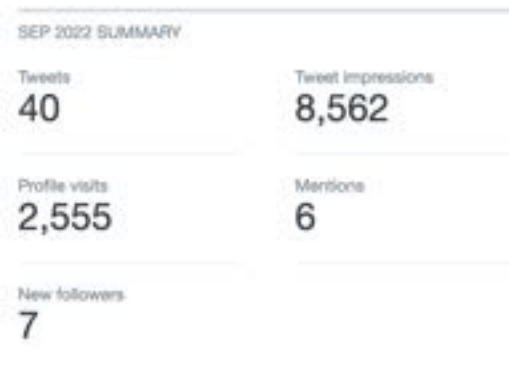 SEP 2022 SUMMARY
Tweets
40
Tweet impressions
8,562
Profile visits
2,555
Mentions
6
New followers
7